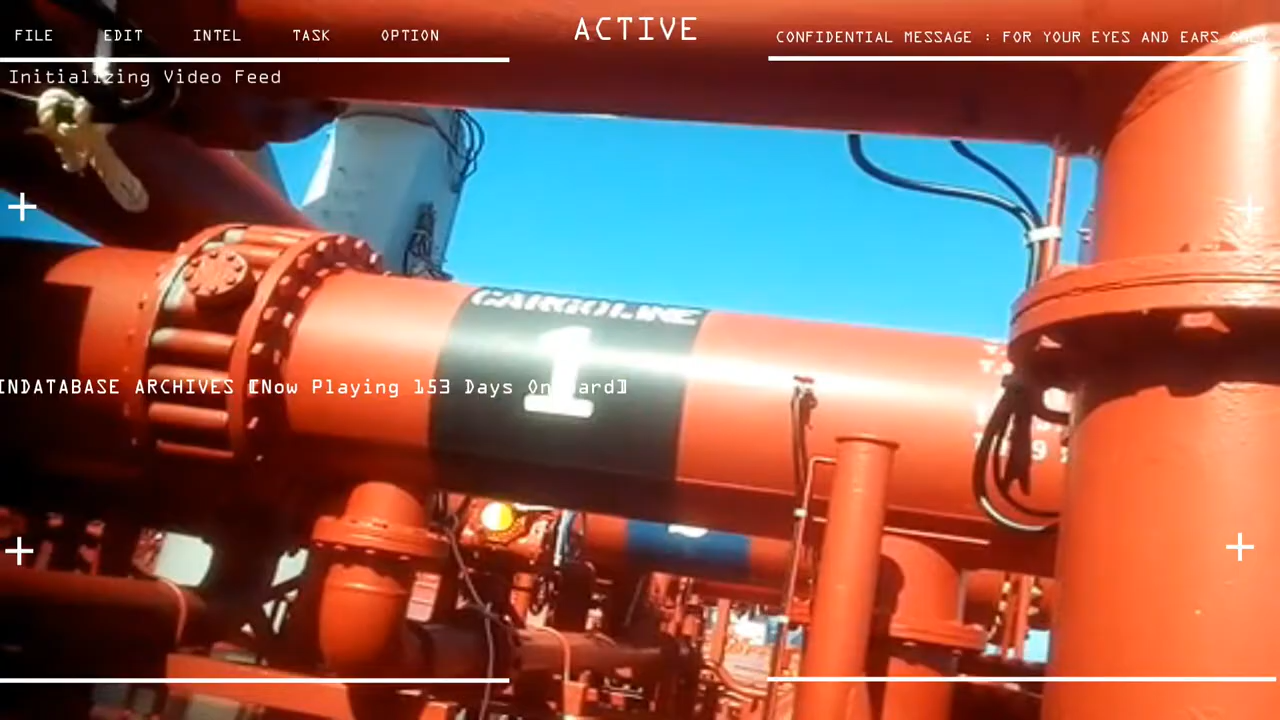 FILE EDIT INTEL TASK OPTION
ACTIVE
CONFIDENTIAL MESSAGE : FOR YOUR EYES AND EARS ONLY
Initializing Video Feed
CARGOLINE
1
INDATABASE ARCHIVES [Now Playing 153 Days Onboard]